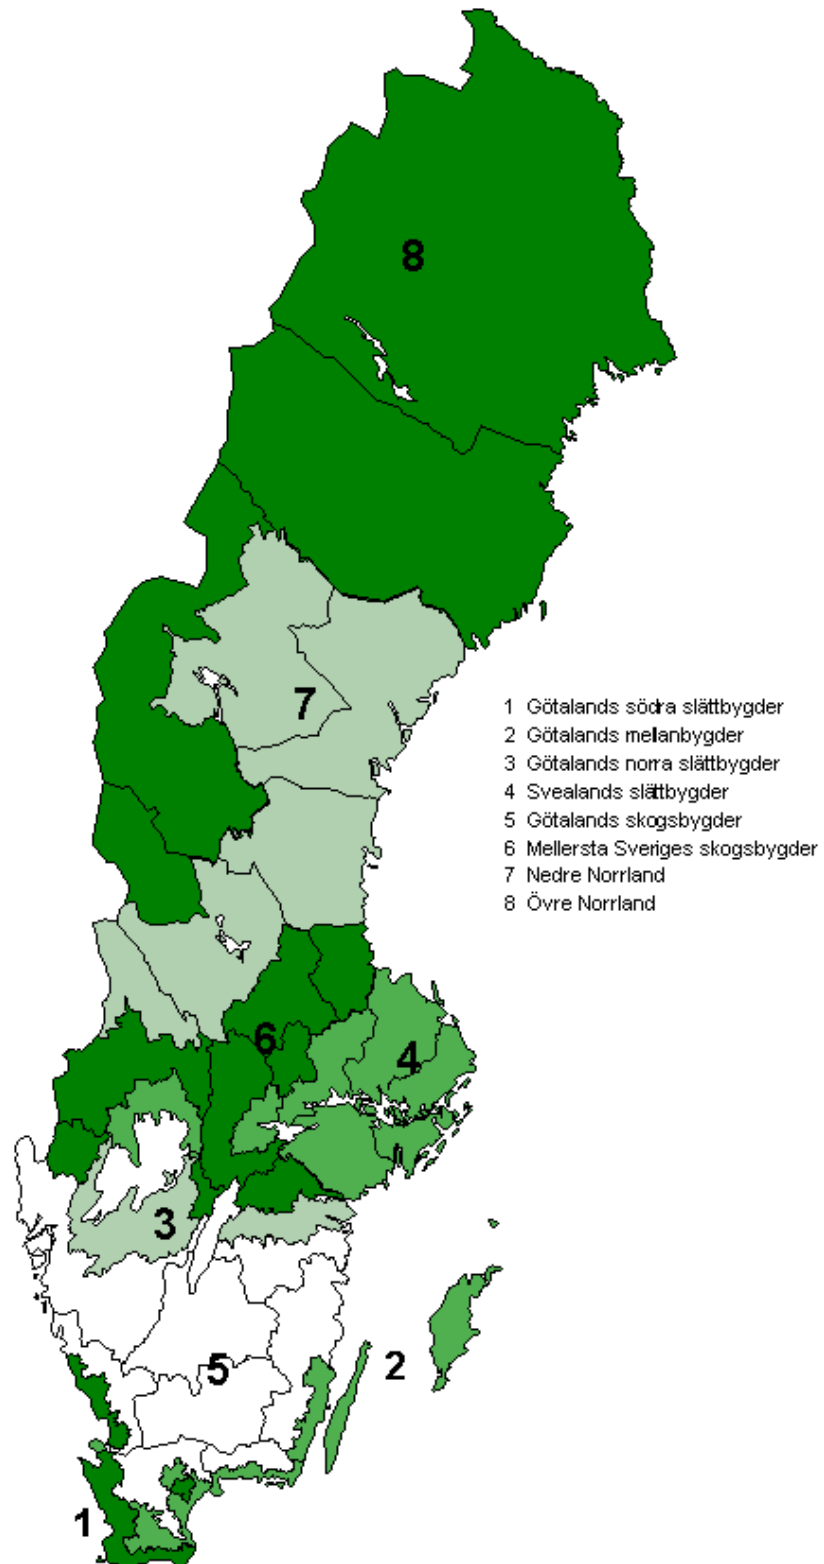 8
7
1 Götalands södra slättbygder
2 Götalands mellanbygder
3 Götalands norra slättbygder
4 Svealands slättbygder
5 Götalands skogsbygder
6 Mellersta Sveriges skogsbygder
7 Nedre Norrland
8 Övre Norrland
6
4
3
2
5
1